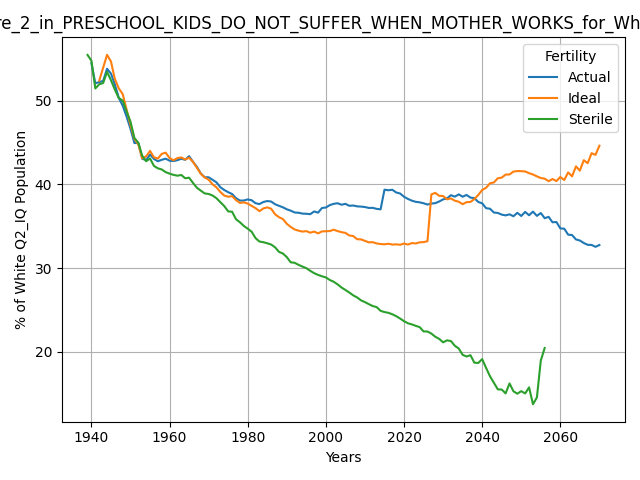 re_2_in_PRESCHOOL_KIDS_DO_NOT_SUFFER_WHEN_MOTHER_WORKS_for_Wh
Fertility
Actual
Ideal
Sterile
% of White Q2_IQ Population
50
40
30
20
1940
1960
1980
2000
2020
2040
2060
Years